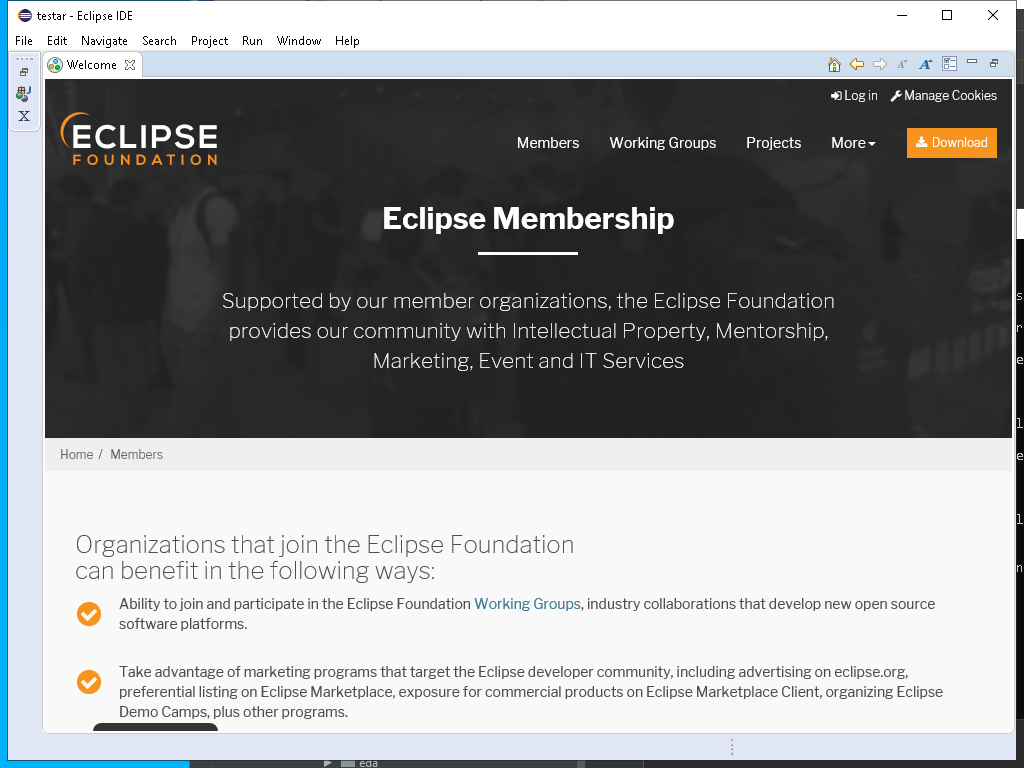 testar - Eclipse IDE
File Edit Navigate Search Project Run Window Help
Welcome
Log in Manage Cookies
ECLIPSE
FOUNDATION
Members Working Groups Projects More Download
Eclipse Membership
Supported by our member organizations, the Eclipse Foundation
provides our community with Intellectual Property, Mentorship,
Marketing, Event and IT Services
Home / Members
Organizations that join the Eclipse Foundation
can benefit in the following ways:
Ability to join and participate in the Eclipse Foundation Working Groups, industry collaborations that develop new open source
software platforms.
Take advantage of marketing programs that target the Eclipse developer community, including advertising on eclipse.org,
preferential listing on Eclipse Marketplace, exposure for commercial products on Eclipse Marketplace Client, organizing Eclipse
Demo Camps, plus other programs.
eda